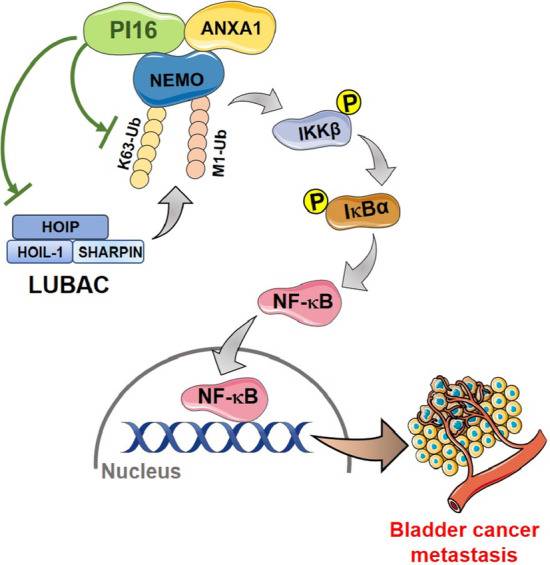 PI16
ANXA1
NEMO
K63-Ub
M1-Ub
P
IKKβ
P
IκBα
HOIP
HOIL-1
SHARPIN
LUBAC
NF-κB
NF-κB
Nucleus
Bladder cancer
metastasis